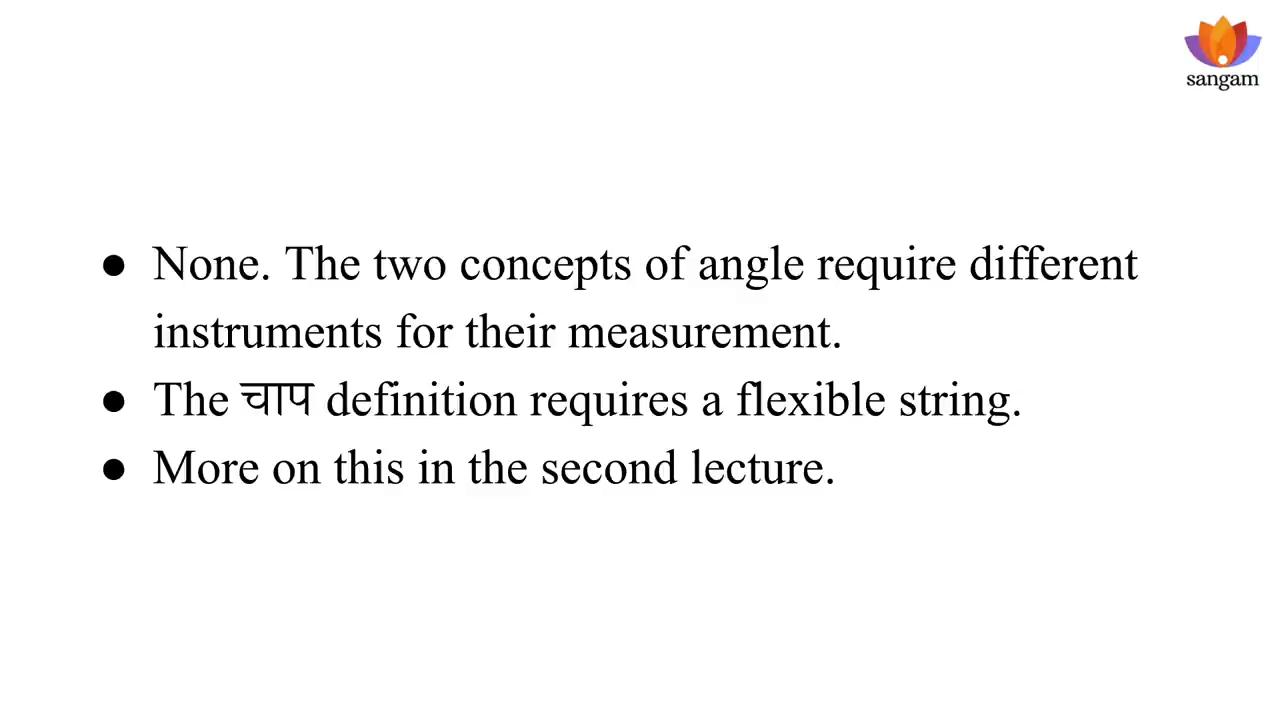 sangam
● None. The two concepts of angle require different
instruments for their measurement.
● The चाप definition requires a flexible string.
● More on this in the second lecture.